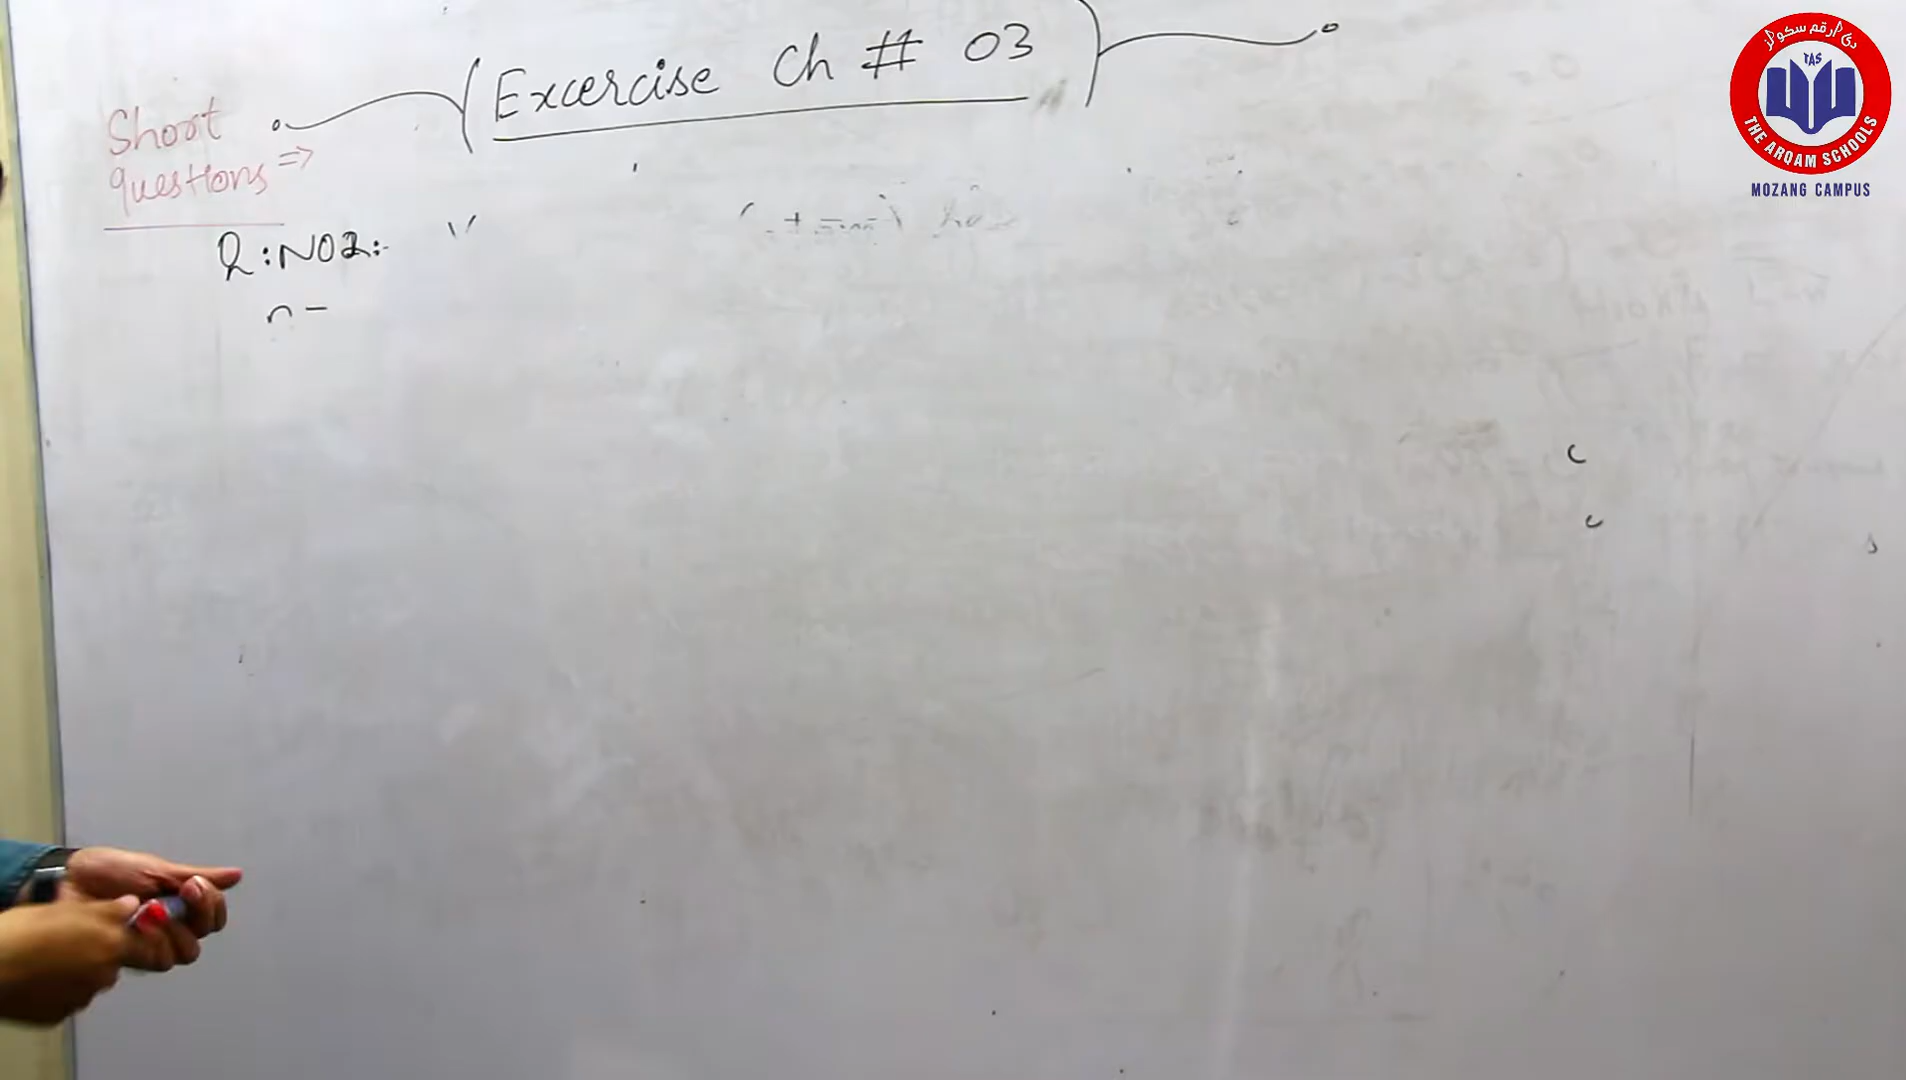 (Excercise Ch # 03)
Short
questions =>
Q:NO2:-
دی ارقم سکولز
TAS
THE ARQAM SCHOOLS
MOZANG CAMPUS